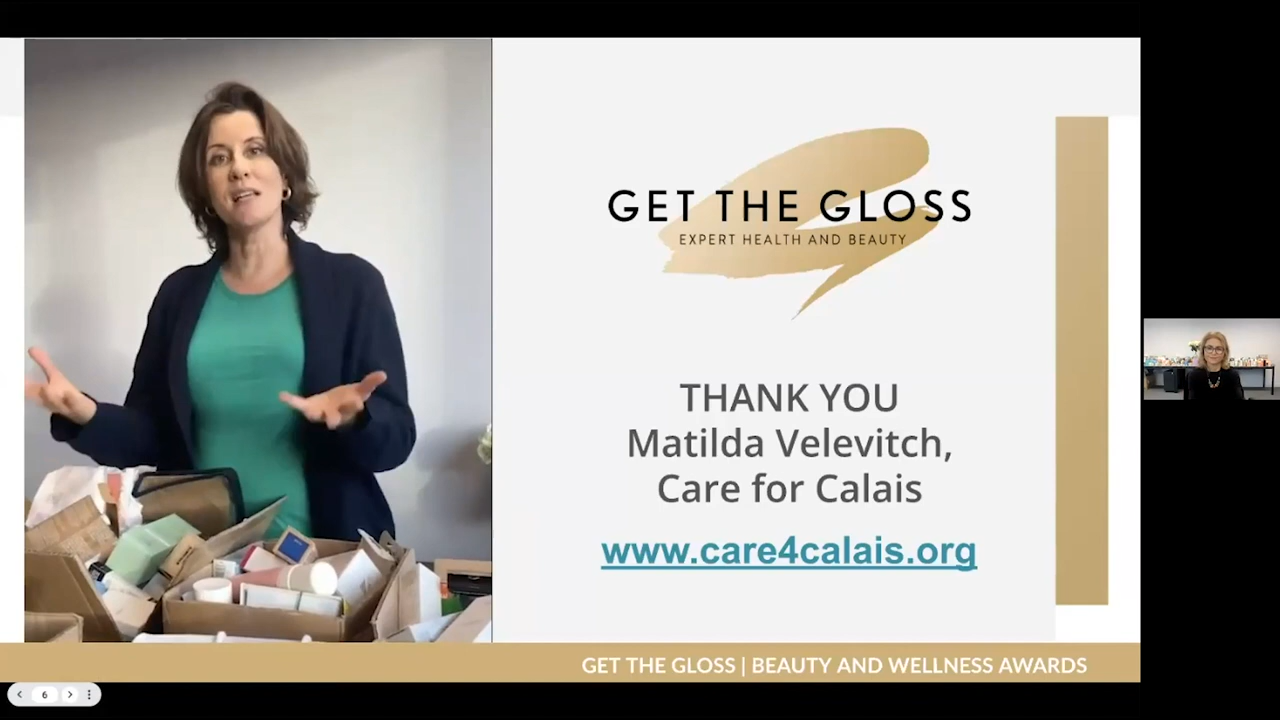 GET THE GLOSS
EXPERT HEALTH AND BEAUTY
THANK YOU
Matilda Velevitch,
Care for Calais
www.care4calais.org
GET THE GLOSS | BEAUTY AND WELLNESS AWARDS
6